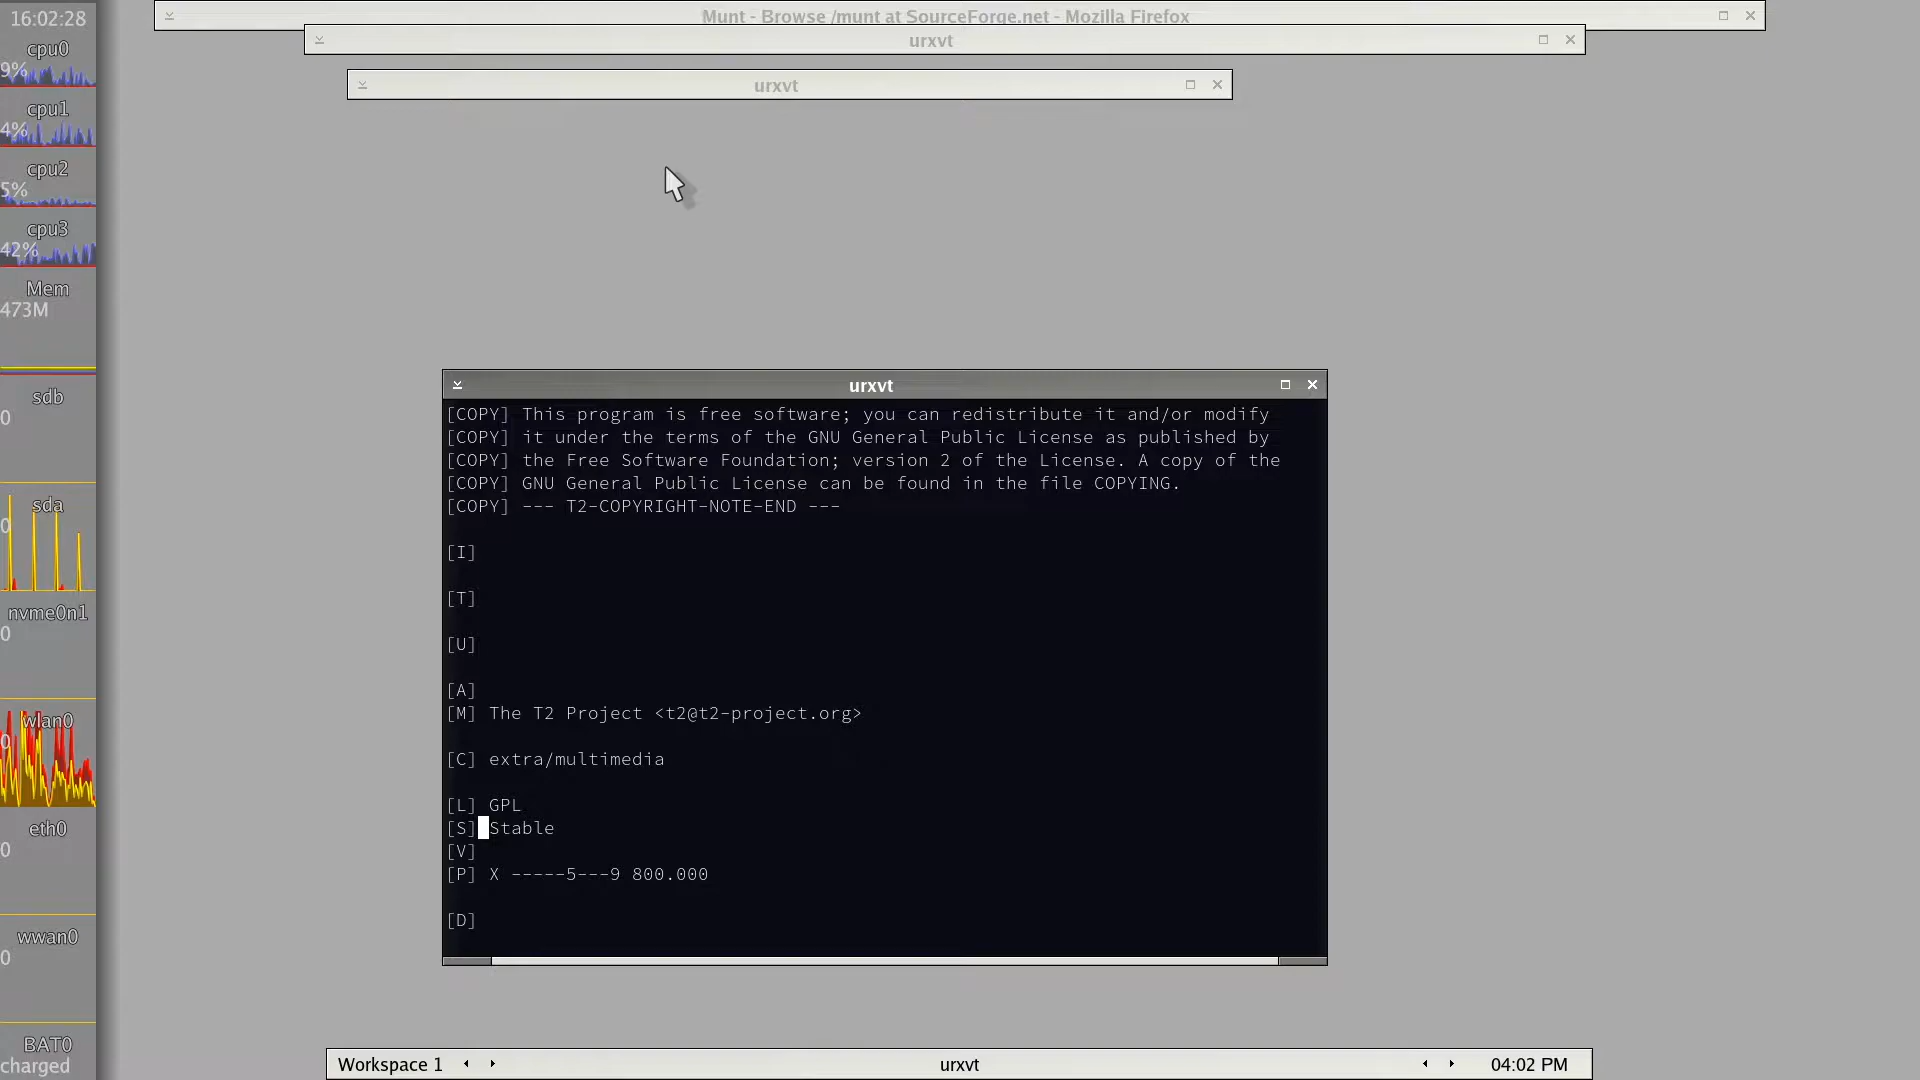 16:02:28
cpu0
9%
cpu1
4%
cpu2
5%
cpu3
42%
Mem
473M
sdb
0
sda
0
nvme0n1
0
wlan0
0
eth0
0
wwan0
0
BAT0
charged
Munt - Browse /munt at SourceForge.net - Mozilla Firefox
urxvt
urxvt
urxvt
[COPY] This program is free software; you can redistribute it and/or modify
[COPY] it under the terms of the GNU General Public License as published by
[COPY] the Free Software Foundation; version 2 of the License. A copy of the
[COPY] GNU General Public License can be found in the file COPYING.
[COPY] --- T2-COPYRIGHT-NOTE-END ---
[I]
[T]
[U]
[A]
[M] The T2 Project <t2@t2-project.org>
[C] extra/multimedia
[L] GPL
[S] Stable
[V]
[P] X -----5---9 800.000
[D]
Workspace 1 urxvt 04:02 PM